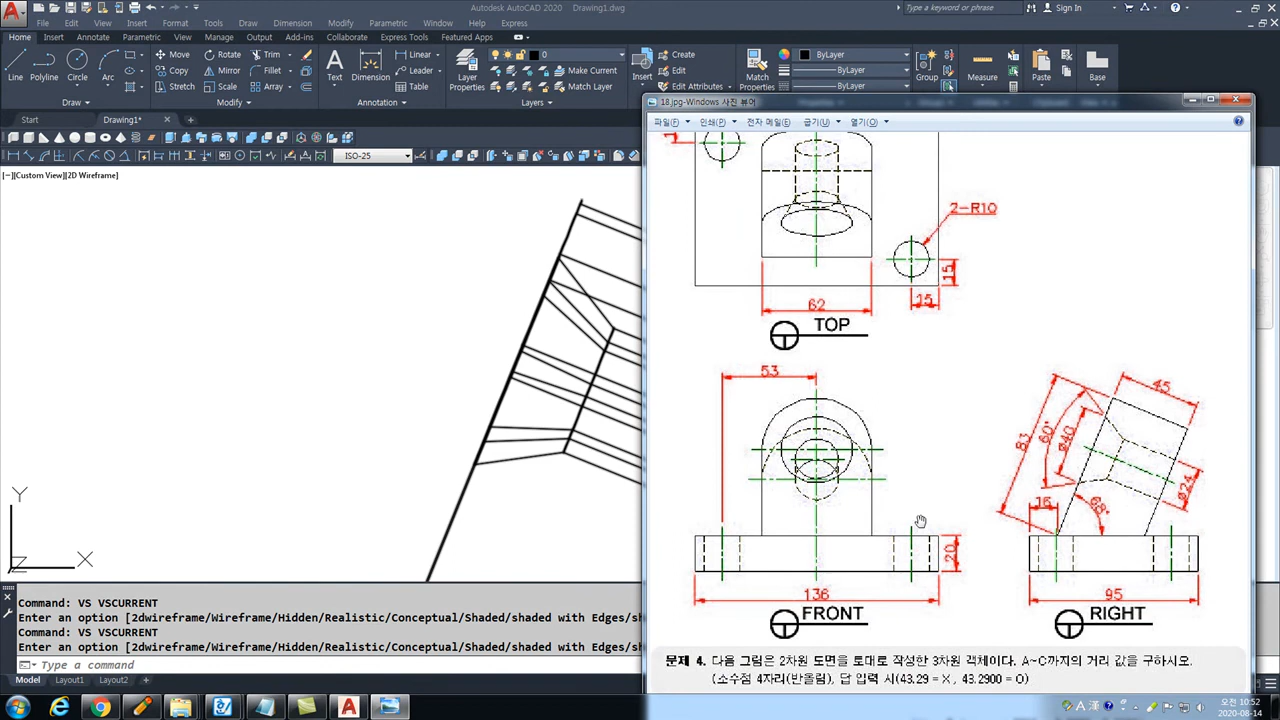 Autodesk AutoCAD 2020 Drawing1.dwg
Type a keyword or phrase
Sign In
File Edit View Insert Format Tools Draw Dimension Modify Parametric Window Help Express
Home Insert Annotate Parametric View Manage Output Add-ins Collaborate Express Tools Featured Apps
Line Polyline Circle Arc
Move Rotate Trim
Copy Mirror Fillet
Stretch Scale Array
Text Dimension
Linear
Leader
Table
Layer Properties
0
Make Current
Match Layer
Insert
Create
Edit
Edit Attributes
Match
ByLayer
ByLayer
ByLayer
Group
Measure
Paste
Base
Draw Modify Annotation Layers
Start Drawing1*
ISO-25
[−][Custom View][2D Wireframe]
18.jpg-Windows 사진 뷰어
파일(F) 인쇄(P) 전자 메일(E) 굽기(U) 열기(O)
2-R10
15
15
62
TOP
53
20
136
FRONT
45
83
60°
ø40
ø24
16
68°
95
RIGHT
문제 4. 다음 그림은 2차원 도면을 토대로 작성한 3차원 객체이다. A~C까지의 거리 값을 구하시오.
(소수점 4자리(반올림), 답 입력 시(43.29 = X , 43.2900 = O)
Y
X
Z
Command: VS VSCURRENT
Enter an option [2dwireframe/Wireframe/Hidden/Realistic/Conceptual/Shaded/shaded with Edges/sh
Command: VS VSCURRENT
Enter an option [2dwireframe/Wireframe/Hidden/Realistic/Conceptual/Shaded/shaded with Edges/sh
Type a command
Model Layout1 Layout2
오전 10:52
2020-08-14